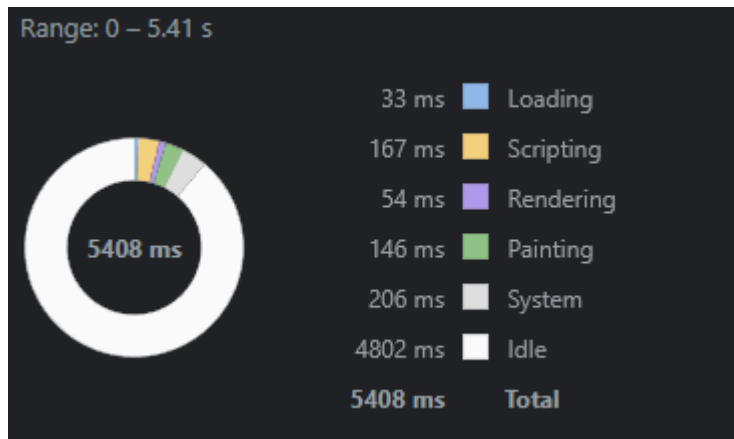 Range: 0 – 5.41 s
33 ms Loading
167 ms Scripting
54 ms Rendering
5408 ms
146 ms Painting
206 ms System
4802 ms Idle
5408 ms Total